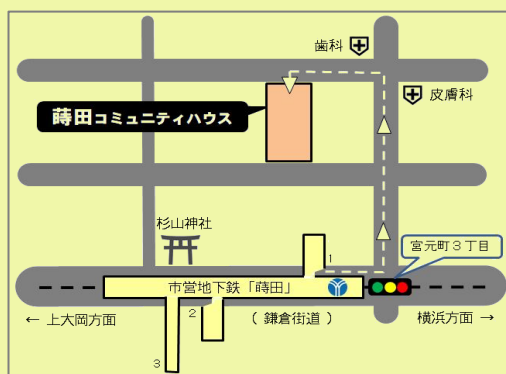 歯科
皮膚科
蒔田コミュニティハウス
杉山神社
宮元町3丁目
1
市営地下鉄「蒔田」
2
← 上大岡方面
( 鎌倉街道 )
横浜方面 →
3